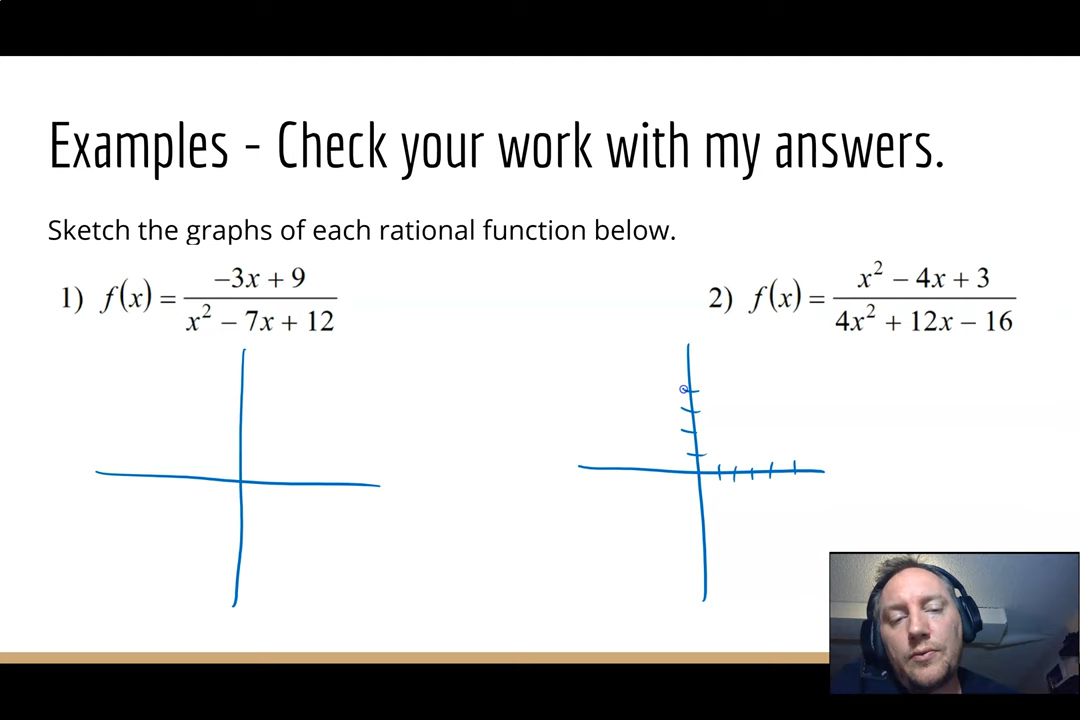 Examples - Check your work with my answers.
Sketch the graphs of each rational function below.
1) f(x) = (−3x + 9) / (x² − 7x + 12)
2) f(x) = (x² − 4x + 3) / (4x² + 12x − 16)